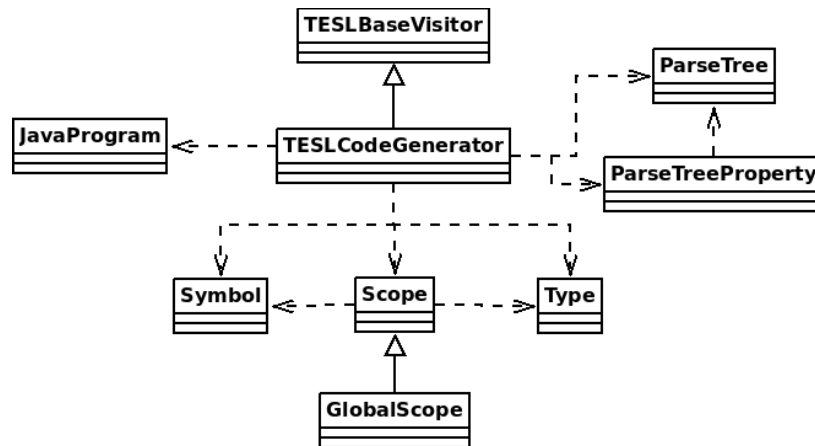 TESLBaseVisitor
ParseTree
JavaProgram
TESLCodeGenerator
ParseTreeProperty
Symbol
Scope
Type
GlobalScope